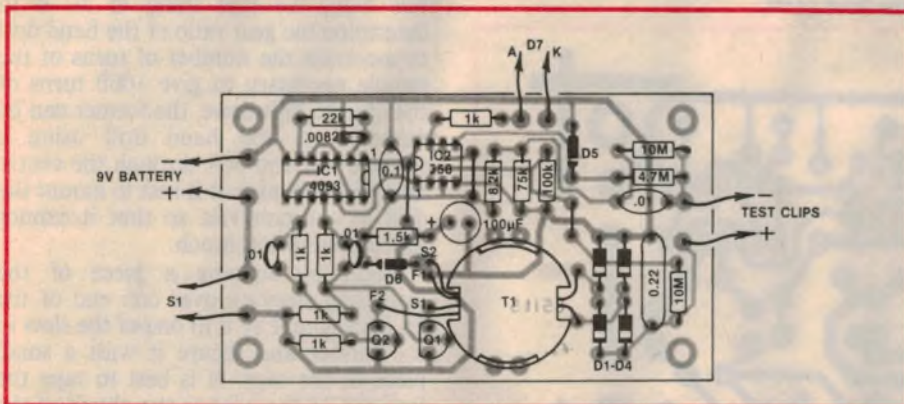 A D7 K
22k
1k
.0082
IC2
358
D5
10M
9V BATTERY
−
+
IC1
4093
1
0.1
8.2k
75k
100k
4.7M
.01
−
TEST CLIPS
+
+
100µF
.01
1k
1k
.01
1.5k
S2
D6
F1
S1
F2
S1
T1
0.22
10M
1k
1k
Q2
Q1
D1-D4